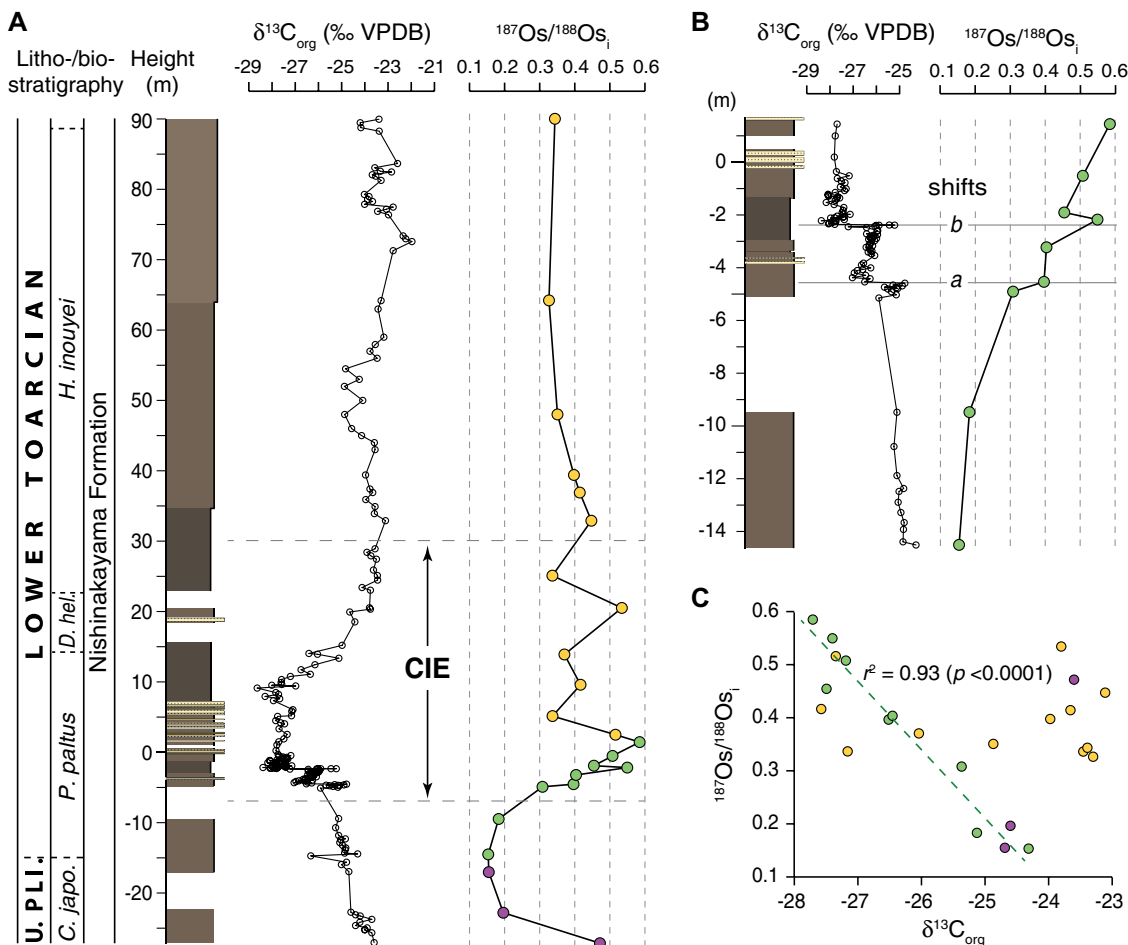 A
Litho-/bio-
stratigraphy
Height
(m)
δ13Corg (‰ VPDB)
-29 -27 -25 -23 -21
187Os/188Osi
0.1 0.2 0.3 0.4 0.5 0.6
LOWER TOARCIAN
U. PLI.
H. inouyei
D. hel.
P. paltus
C. japo.
Nishinakayama Formation
90
80
70
60
50
40
30
20
10
0
-10
-20
CIE
B
δ13Corg (‰ VPDB)
-29 -27 -25
187Os/188Osi
0.1 0.2 0.3 0.4 0.5 0.6
(m)
0
-2
-4
-6
-8
-10
-12
-14
shifts
b
a
C
187Os/188Osi
0.6
0.5
0.4
0.3
0.2
0.1
r2 = 0.93 (p <0.0001)
-28 -27 -26 -25 -24 -23
δ13Corg